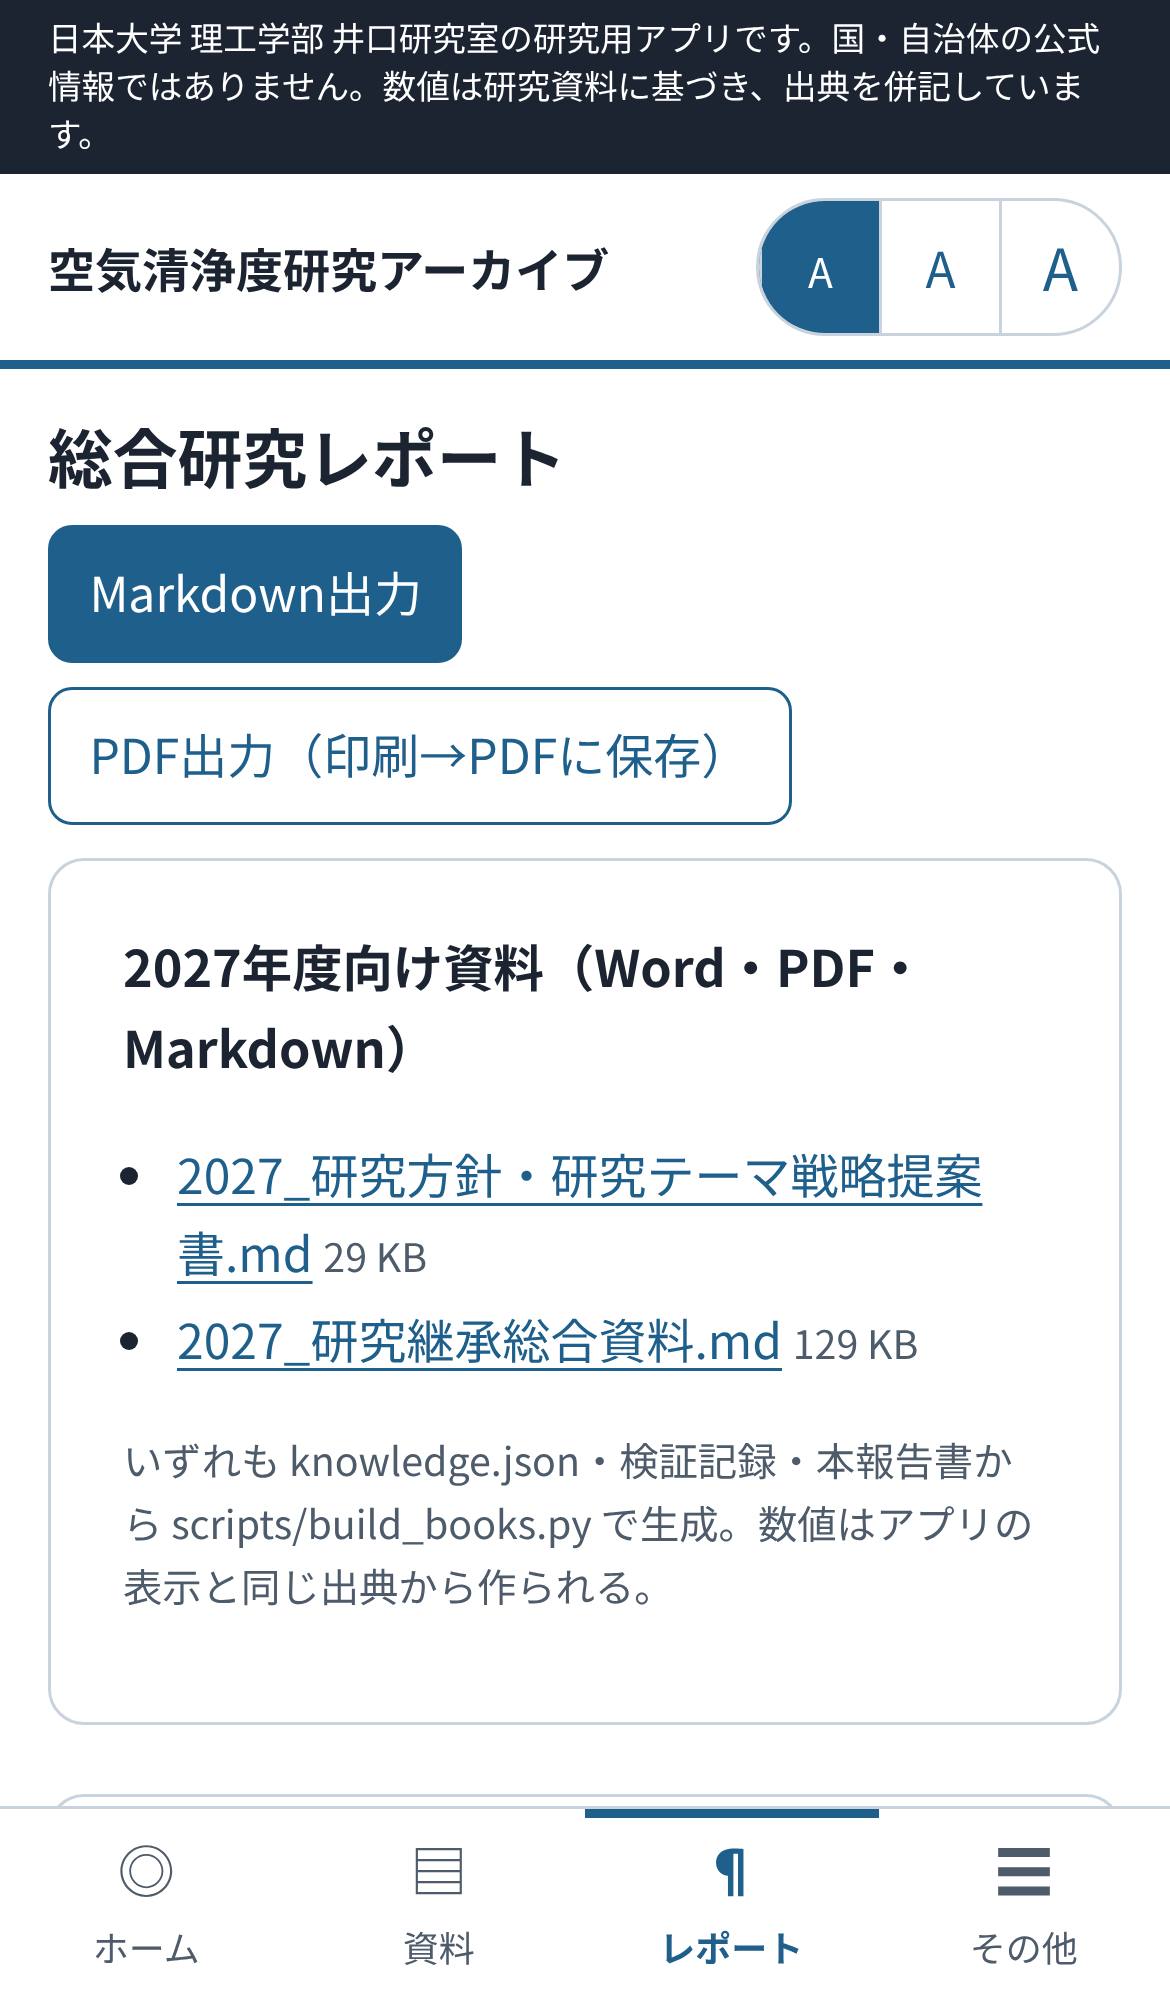 日本大学 理工学部 井口研究室の研究用アプリです。国・自治体の公式
情報ではありません。数値は研究資料に基づき、出典を併記していま
す。
空気清浄度研究アーカイブ
A A A
総合研究レポート
Markdown出力
PDF出力（印刷→PDFに保存）
2027年度向け資料（Word・PDF・
Markdown）
• 2027_研究方針・研究テーマ戦略提案
書.md 29 KB
• 2027_研究継承総合資料.md 129 KB
いずれも knowledge.json・検証記録・本報告書か
ら scripts/build_books.py で生成。数値はアプリの
表示と同じ出典から作られる。
◎ ▤ ¶ ☰
ホーム 資料 レポート その他